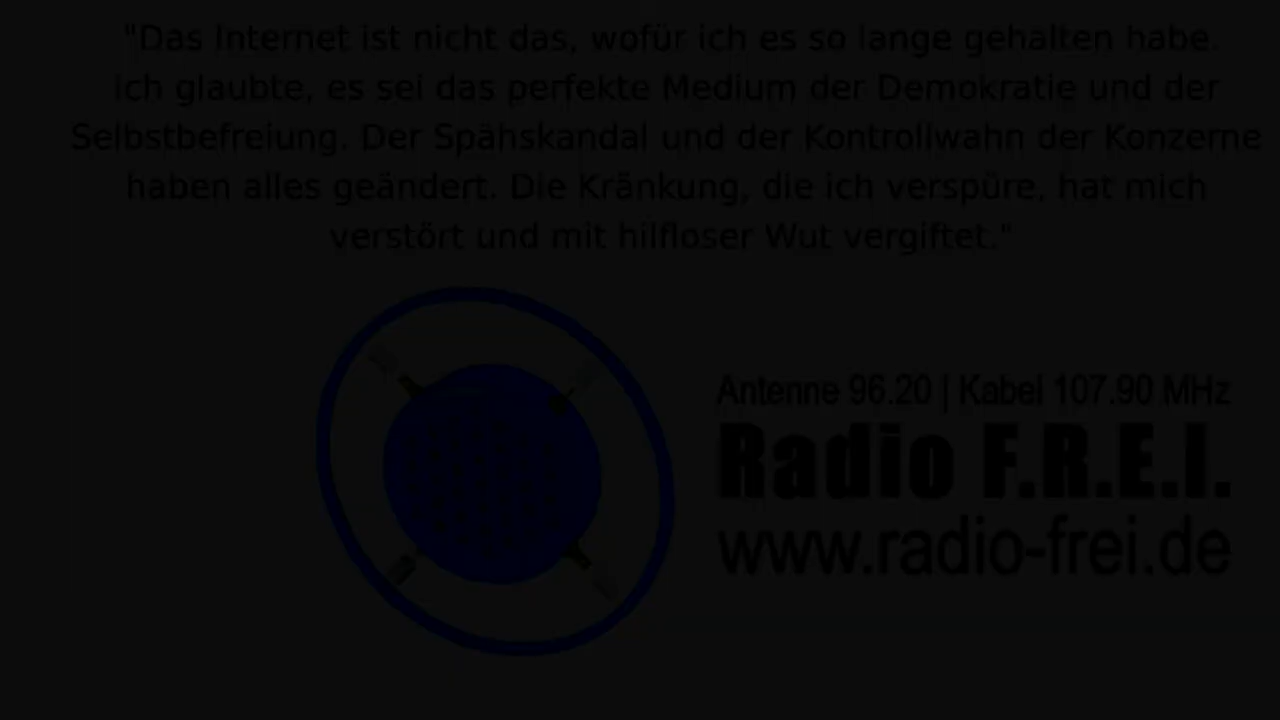 "Das Internet ist nicht das, wofür ich es so lange gehalten habe.
Ich glaubte, es sei das perfekte Medium der Demokratie und der
Selbstbefreiung. Der Spähskandal und der Kontrollwahn der Konzerne
haben alles geändert. Die Kränkung, die ich verspüre, hat mich
verstört und mit hilfloser Wut vergiftet."
Antenne 96.20 | Kabel 107.90 MHz
Radio F.R.E.I.
www.radio-frei.de